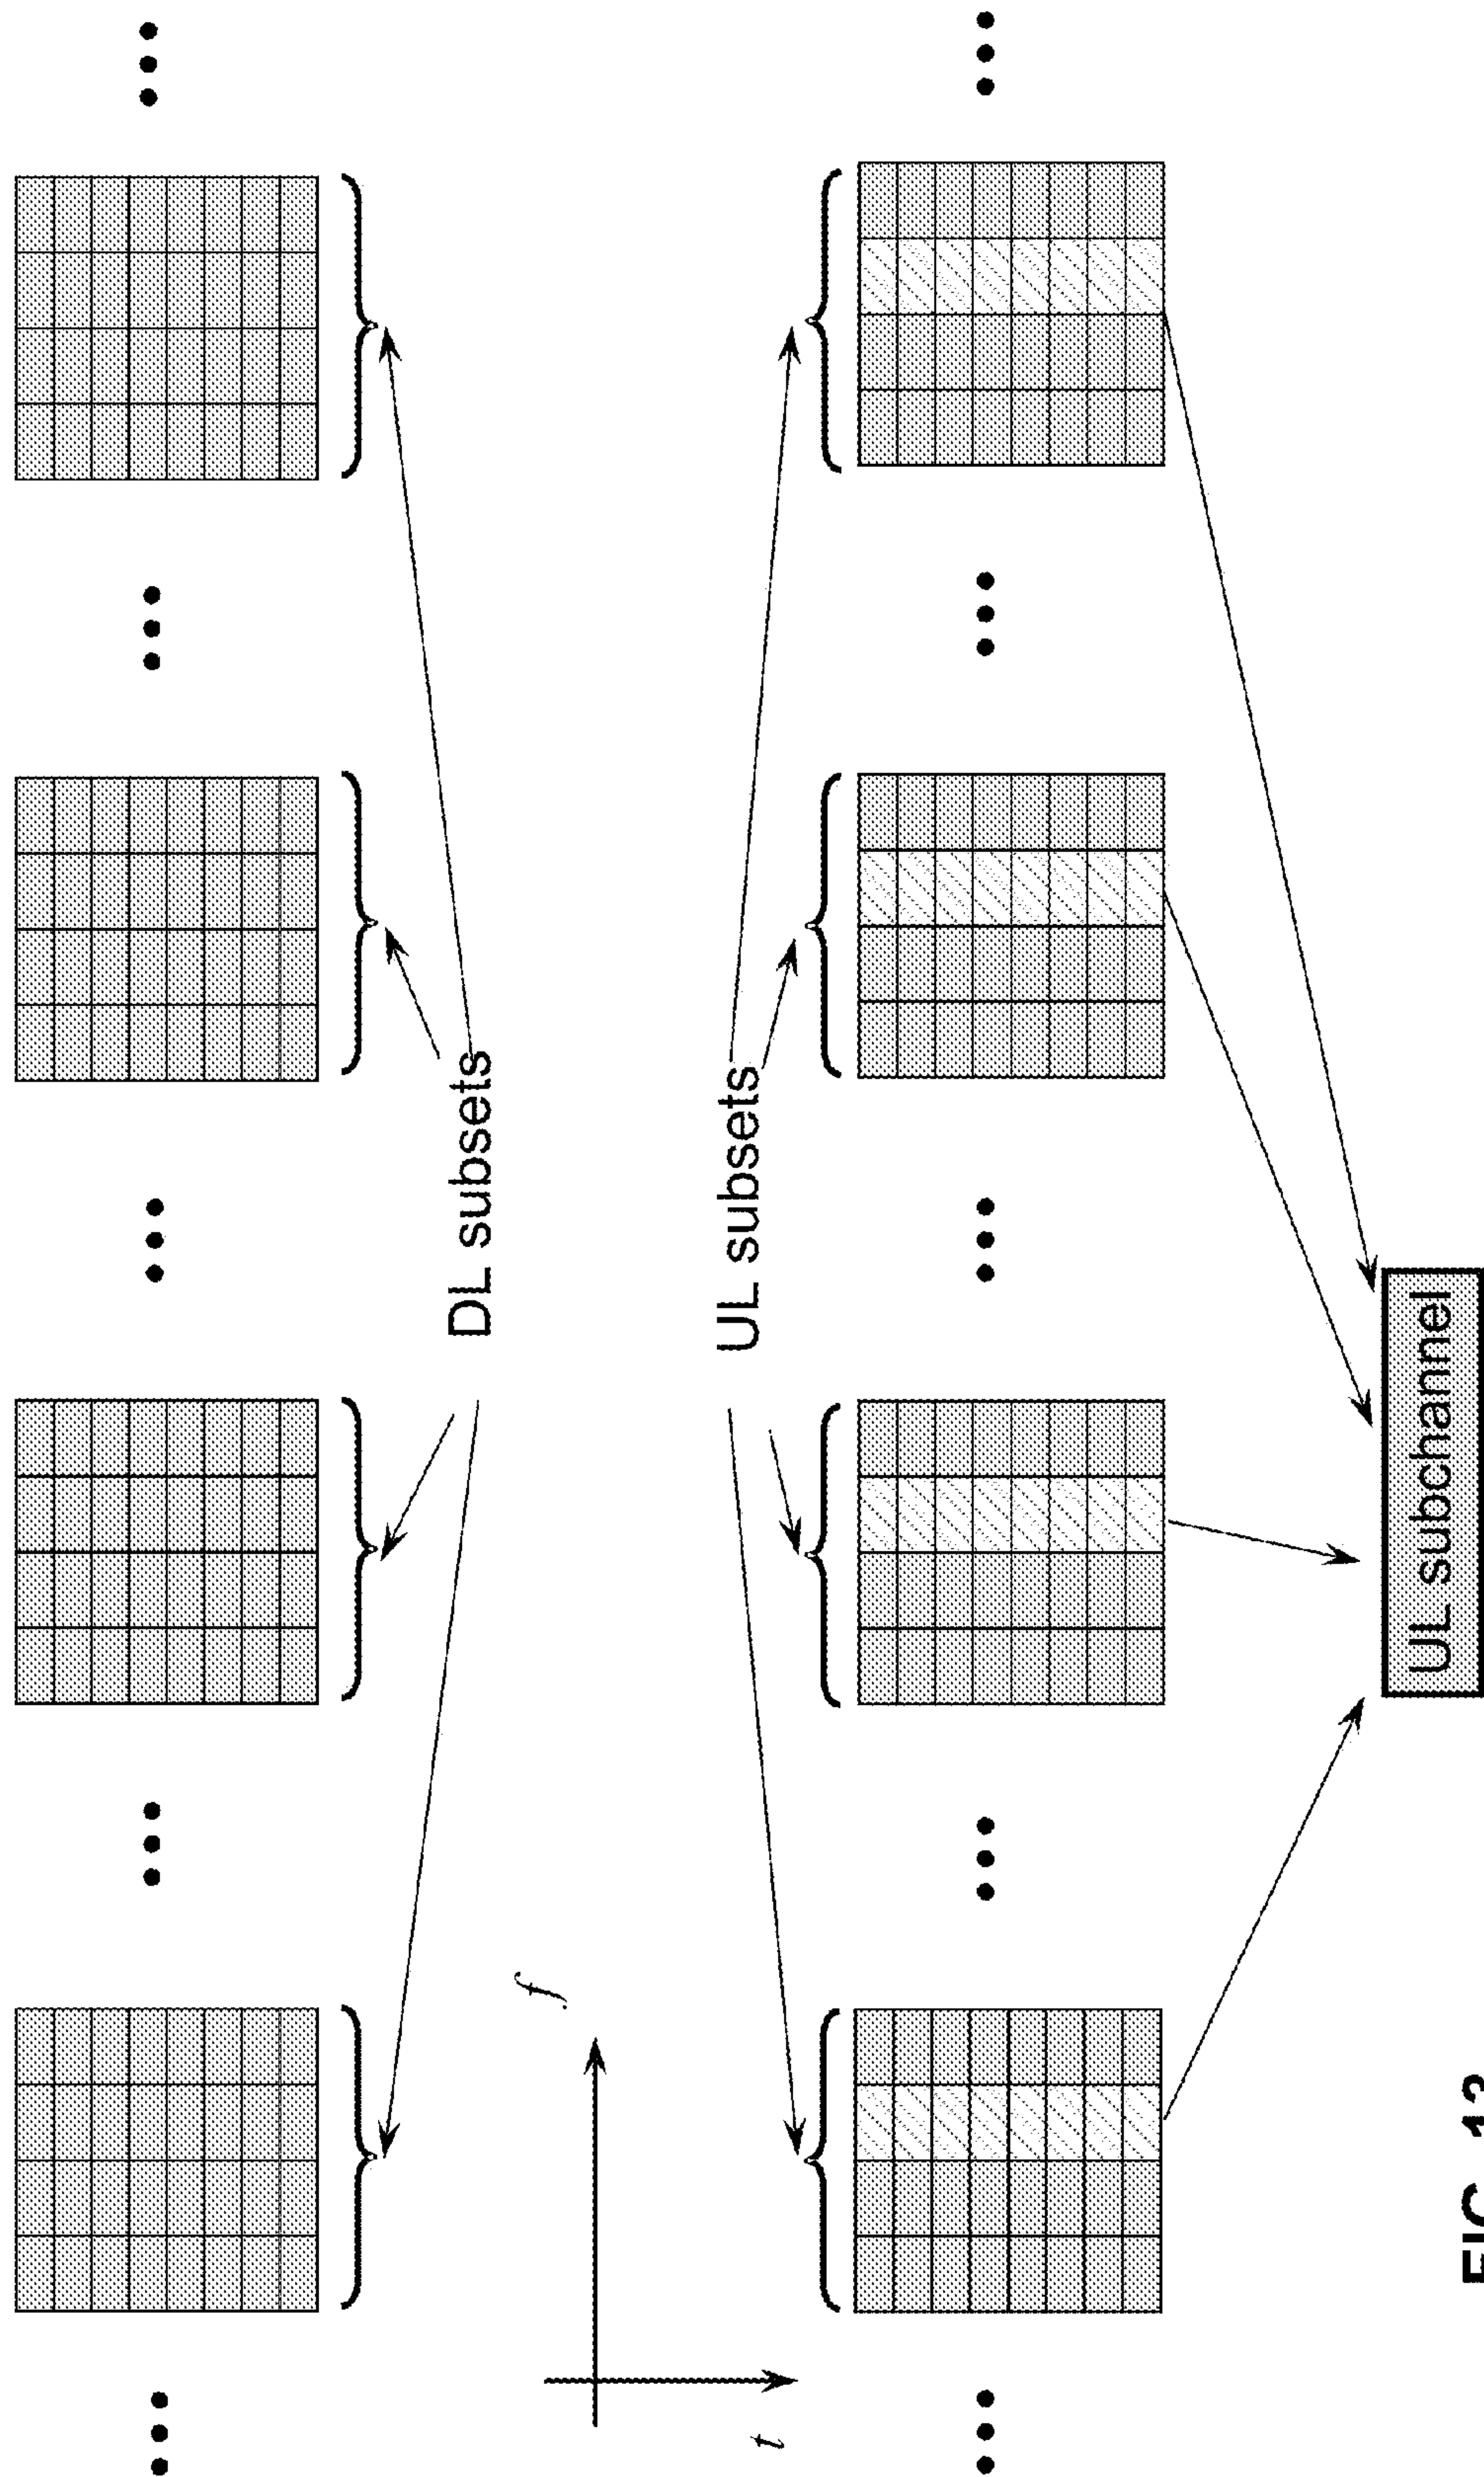 DL subsets
f
t
UL subsets
UL subchannel
FIG. 13